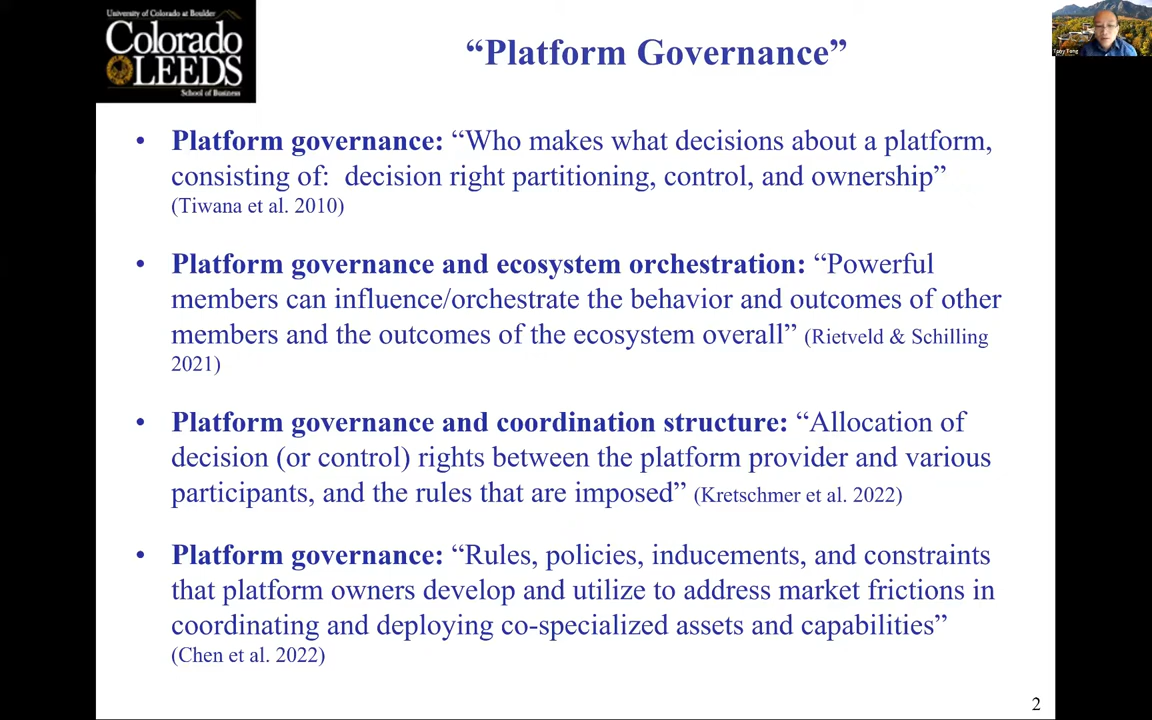 University of Colorado at Boulder
Colorado
LEEDS
School of Business
“Platform Governance”
Tony Tong
• Platform governance: “Who makes what decisions about a platform,
consisting of:  decision right partitioning, control, and ownership”
(Tiwana et al. 2010)
• Platform governance and ecosystem orchestration: “Powerful
members can influence/orchestrate the behavior and outcomes of other
members and the outcomes of the ecosystem overall” (Rietveld & Schilling
2021)
• Platform governance and coordination structure: “Allocation of
decision (or control) rights between the platform provider and various
participants, and the rules that are imposed” (Kretschmer et al. 2022)
• Platform governance: “Rules, policies, inducements, and constraints
that platform owners develop and utilize to address market frictions in
coordinating and deploying co-specialized assets and capabilities”
(Chen et al. 2022)
2